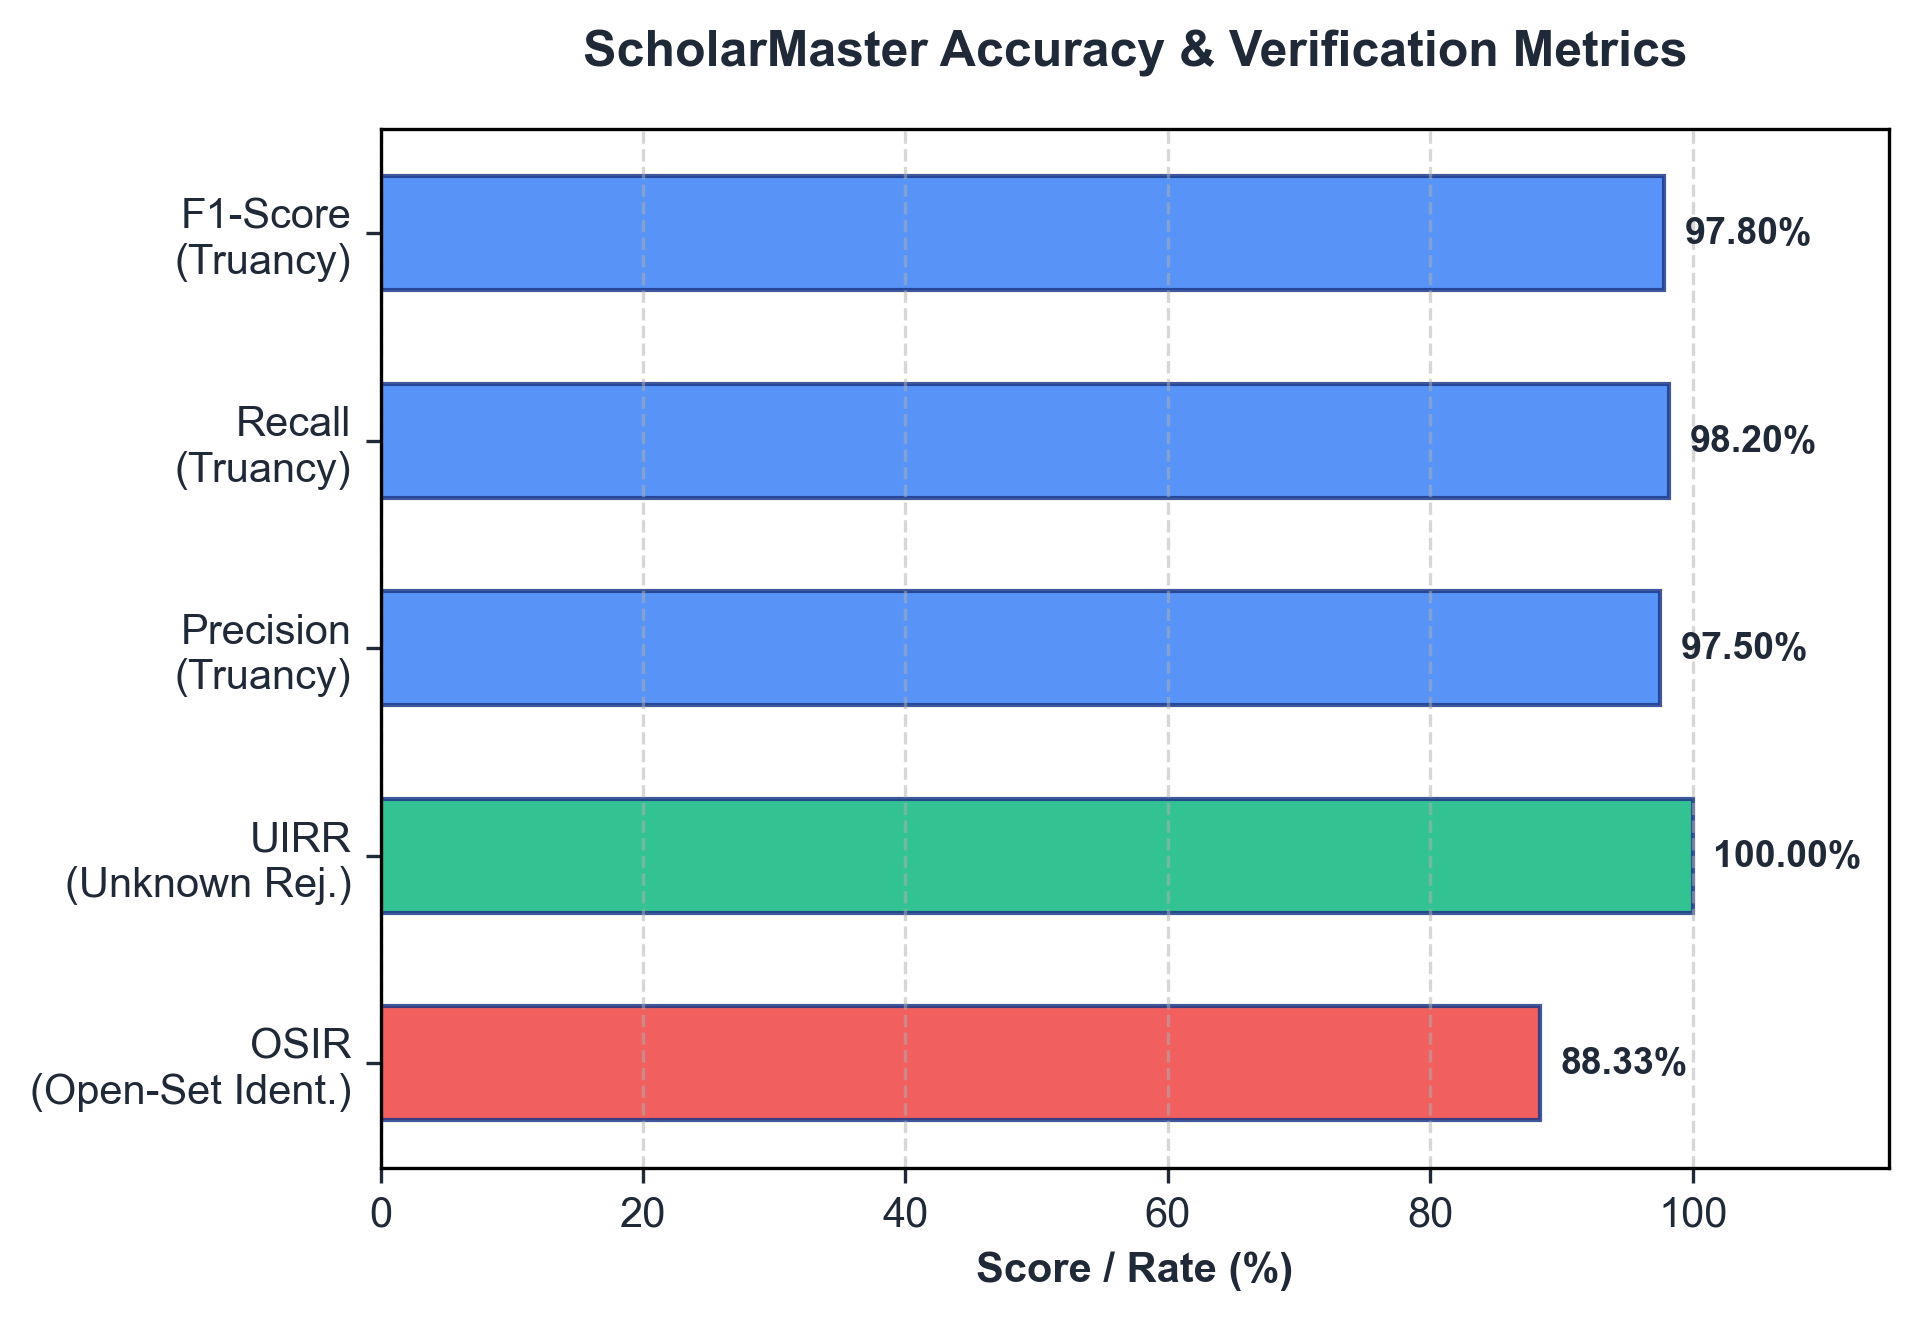 ScholarMaster Accuracy & Verification Metrics
F1-Score
(Truancy)
97.80%
Recall
(Truancy)
98.20%
Precision
(Truancy)
97.50%
UIRR
(Unknown Rej.)
100.00%
OSIR
(Open-Set Ident.)
88.33%
0 20 40 60 80 100
Score / Rate (%)